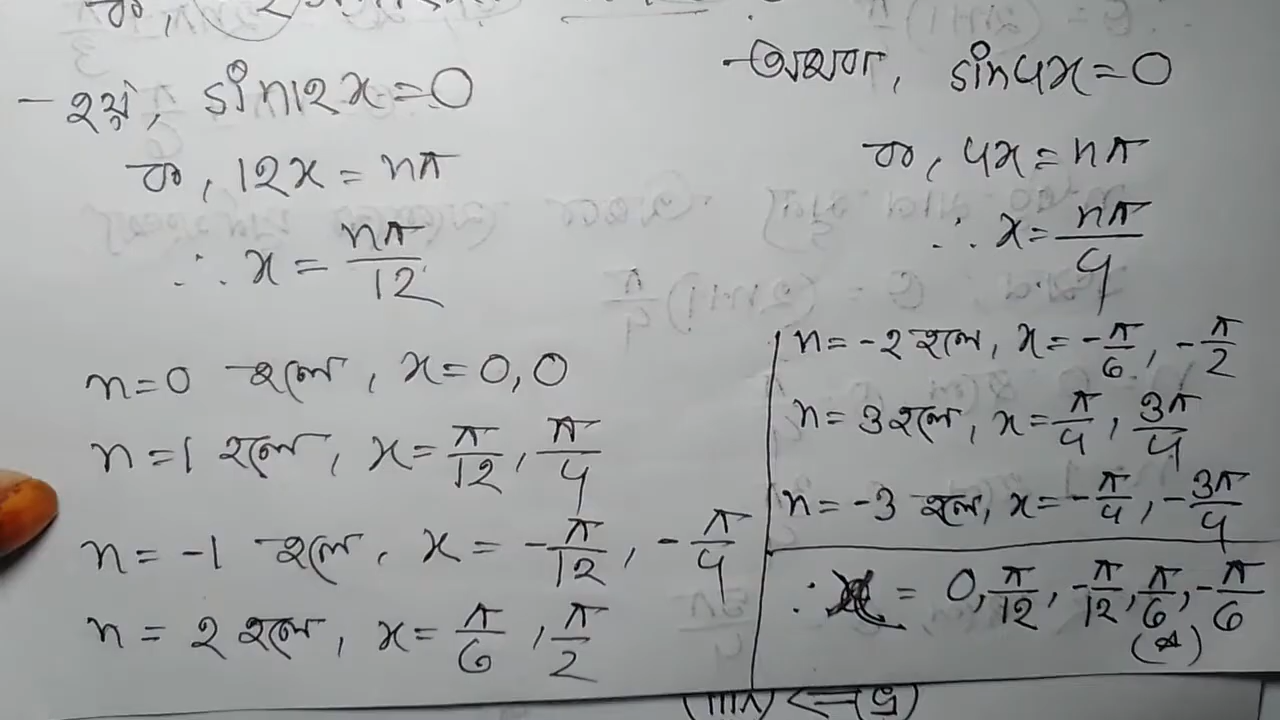 হয়, sin12x = 0
বা, 12x = nπ
∴ x = nπ/12
অথবা, sin4x = 0
বা, 4x = nπ
∴ x = nπ/4
n = 0 হলে, x = 0, 0
n = 1 হলে, x = π/12, π/4
n = -1 হলে, x = -π/12, -π/4
n = 2 হলে, x = π/6, π/2
n = -2 হলে, x = -π/6, -π/2
n = 3 হলে, x = π/4, 3π/4
n = -3 হলে, x = -π/4, -3π/4
∴ = 0, π/12, -π/12, π/6, -π/6